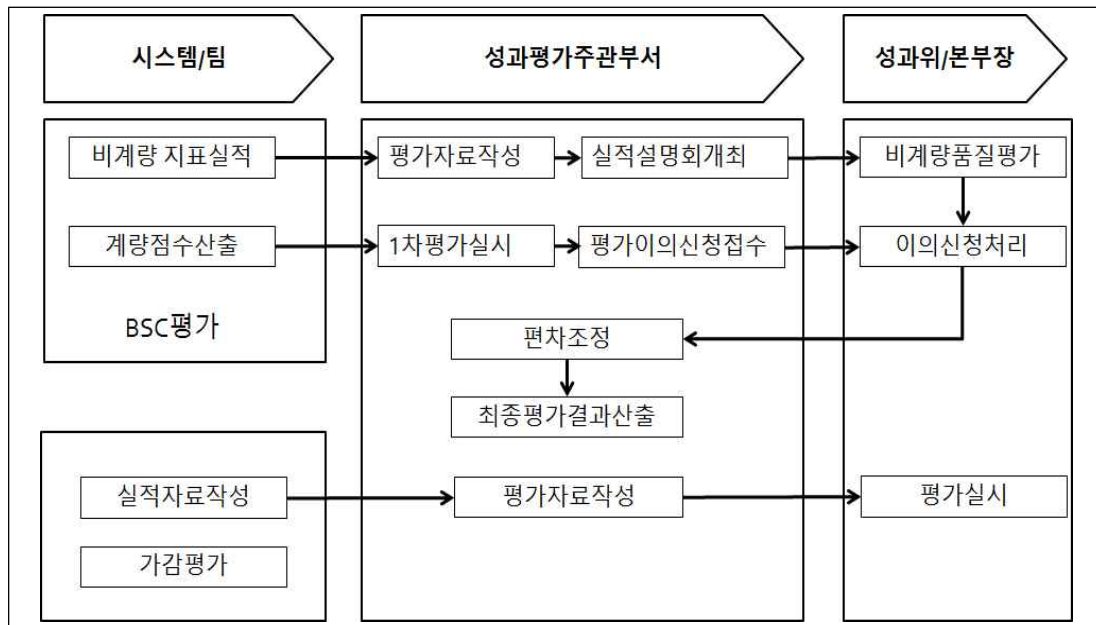 시스템/팀
성과평가주관부서
성과위/본부장
비계량 지표실적
평가자료작성
실적설명회개최
비계량품질평가
계량점수산출
1차평가실시
평가이의신청접수
이의신청처리
BSC평가
편차조정
최종평가결과산출
실적자료작성
평가자료작성
평가실시
가감평가